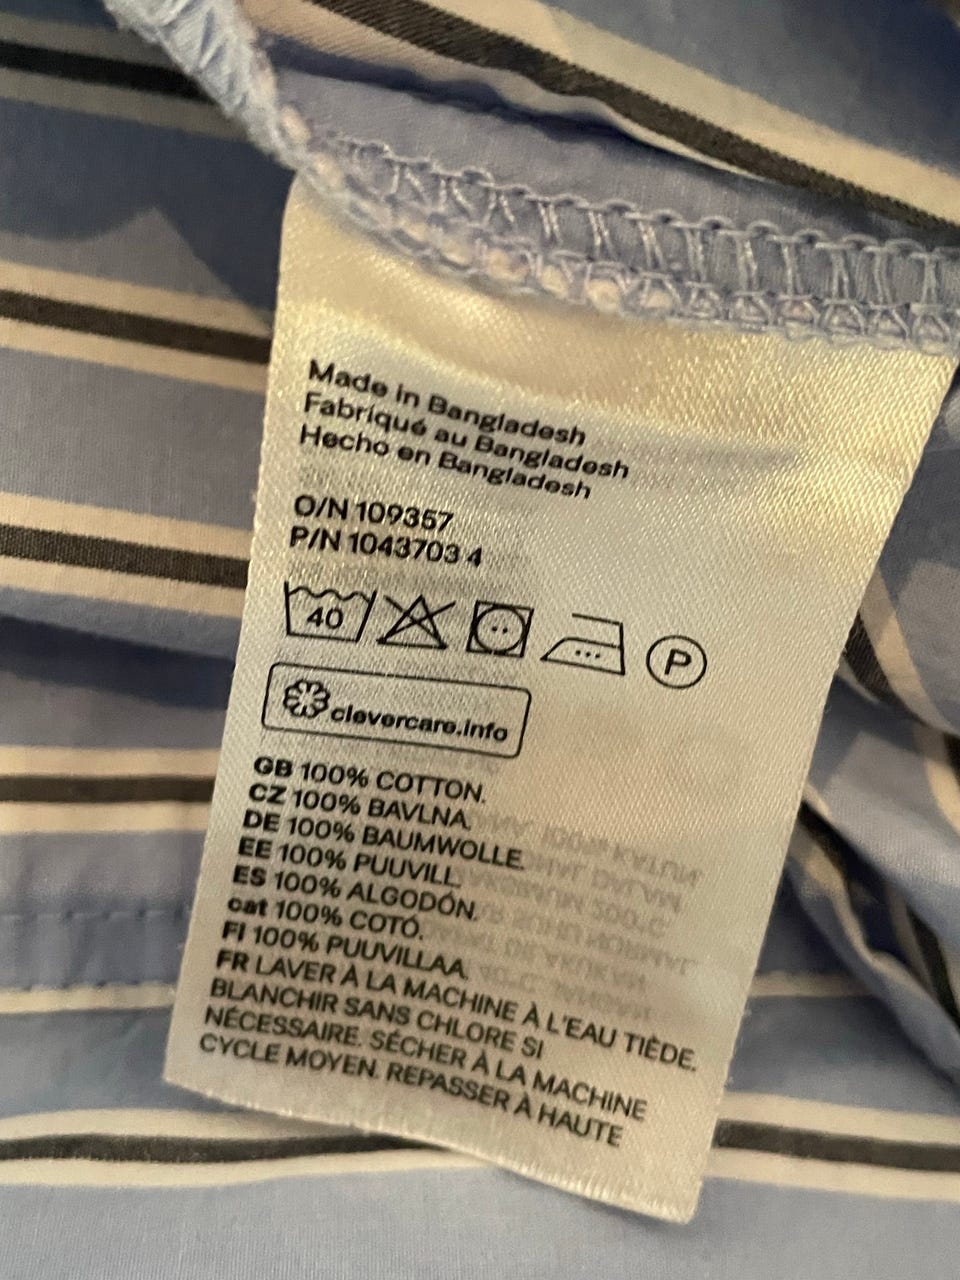 Made in Bangladesh
Fabriqué au Bangladesh
Hecho en Bangladesh
O/N 109357
P/N 1043703 4
40
P
clevercare.info
GB 100% COTTON.
CZ 100% BAVLNA.
DE 100% BAUMWOLLE.
EE 100% PUUVILL.
ES 100% ALGODÓN.
cat 100% COTÓ.
FI 100% PUUVILLAA.
FR LAVER À LA MACHINE À L'EAU TIÈDE.
BLANCHIR SANS CHLORE SI
NÉCESSAIRE. SÉCHER À LA MACHINE
CYCLE MOYEN. REPASSER À HAUTE